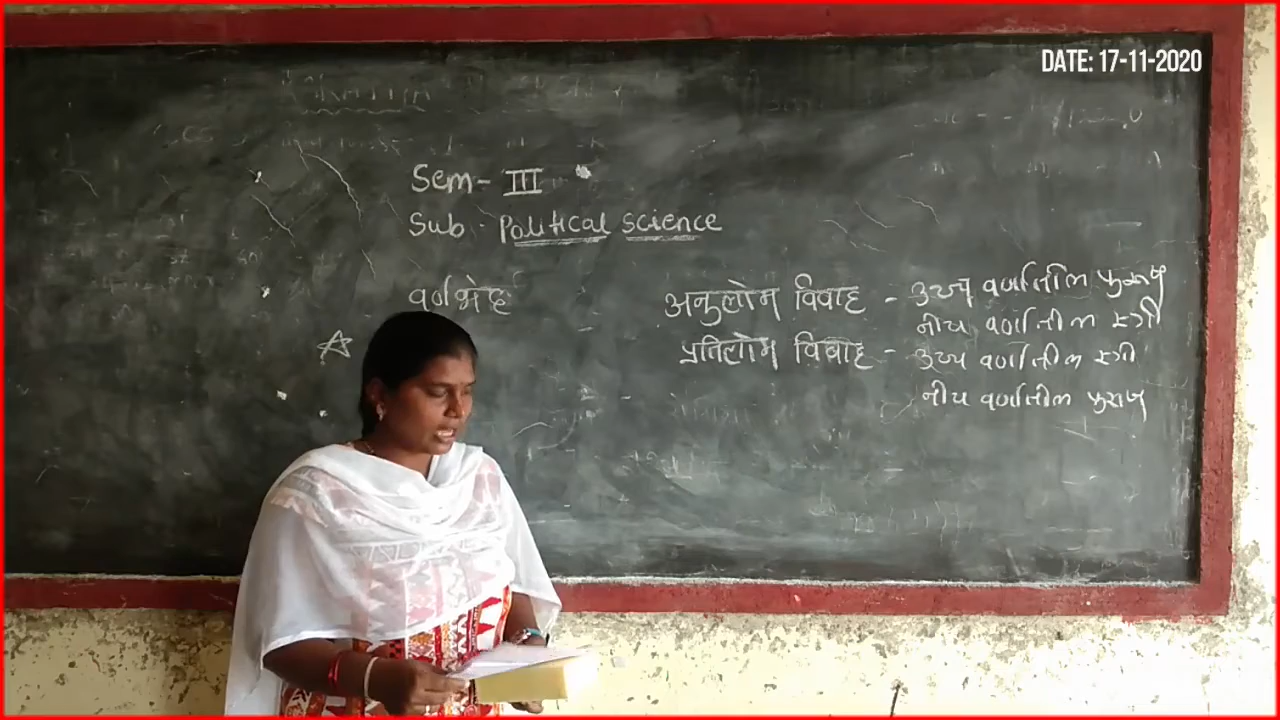 DATE: 17-11-2020
Sem- III
Sub - Political Science
वर्णभेद
अनुलोम विवाह - उच्च वर्णातील पुरूष
नीच वर्णातील स्त्री
प्रतिलोम विवाह - उच्च वर्णातील स्त्री
नीच वर्णातील पुरूष